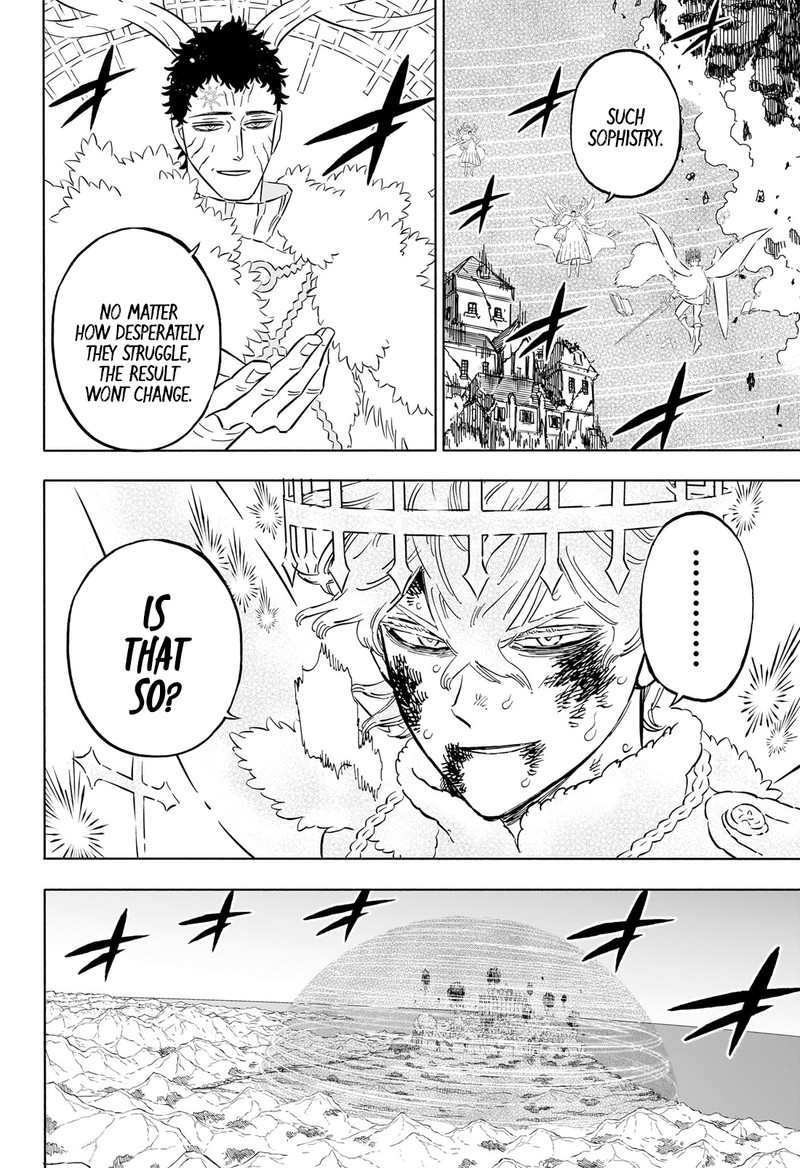 SUCH
SOPHISTRY.
NO MATTER
HOW DESPERATELY
THEY STRUGGLE,
THE RESULT
WONT CHANGE.
.........
IS
THAT
SO?